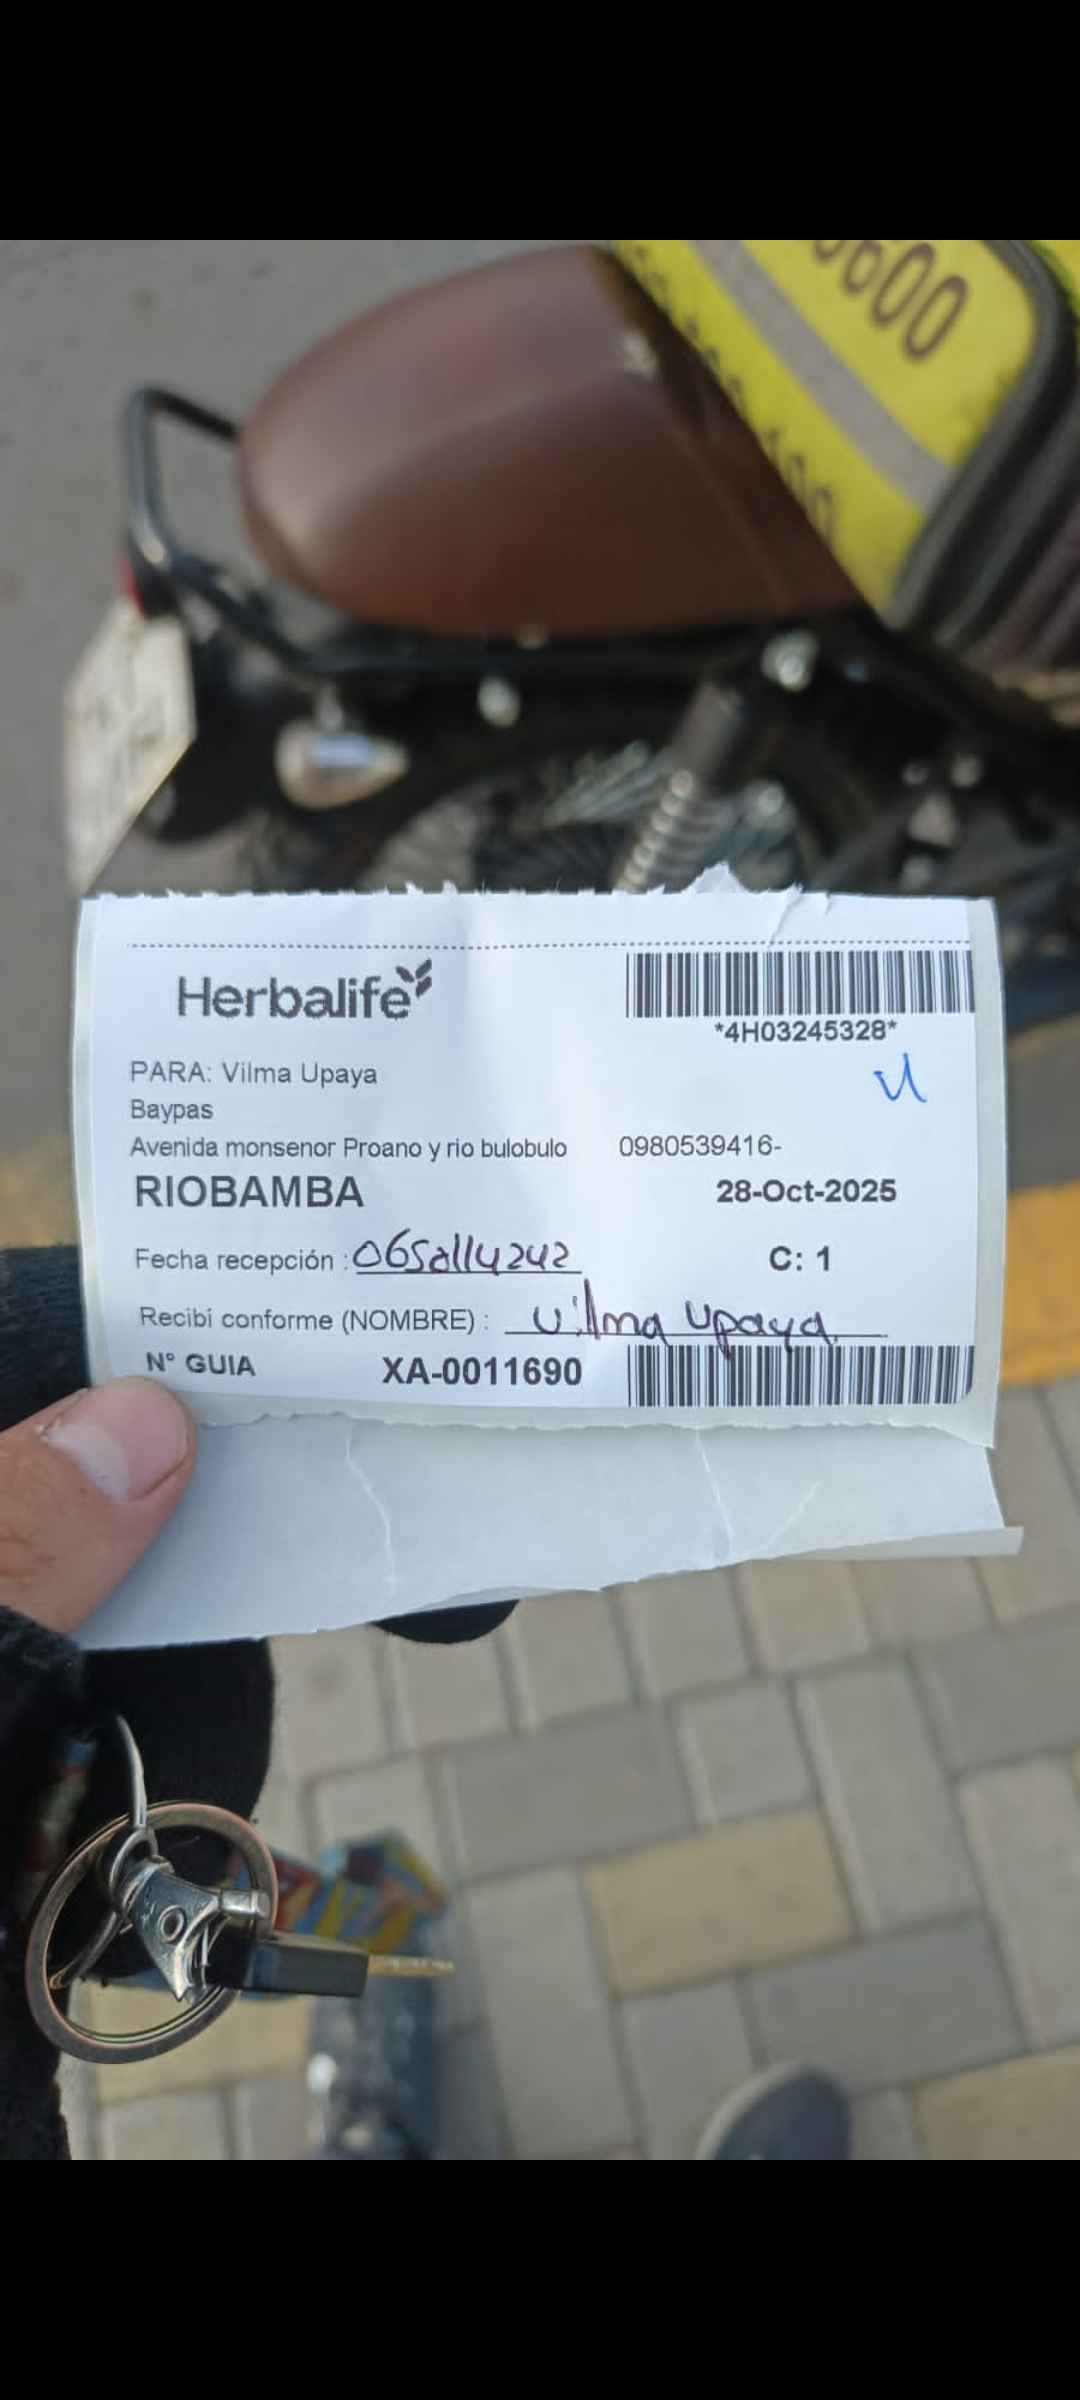 600
Herbalife
*4H03245328*
PARA: Vilma Upaya
Baypas
Avenida monsenor Proano y rio bulobulo 0980539416-
RIOBAMBA 28-Oct-2025
Fecha recepción : C: 1
Recibí conforme (NOMBRE) : Vilma Upaya
N° GUIA XA-0011690